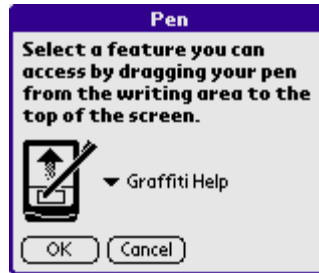 Pen
Select a feature you can
access by dragging your pen
from the writing area to the
top of the screen.
Graffiti Help
OK Cancel